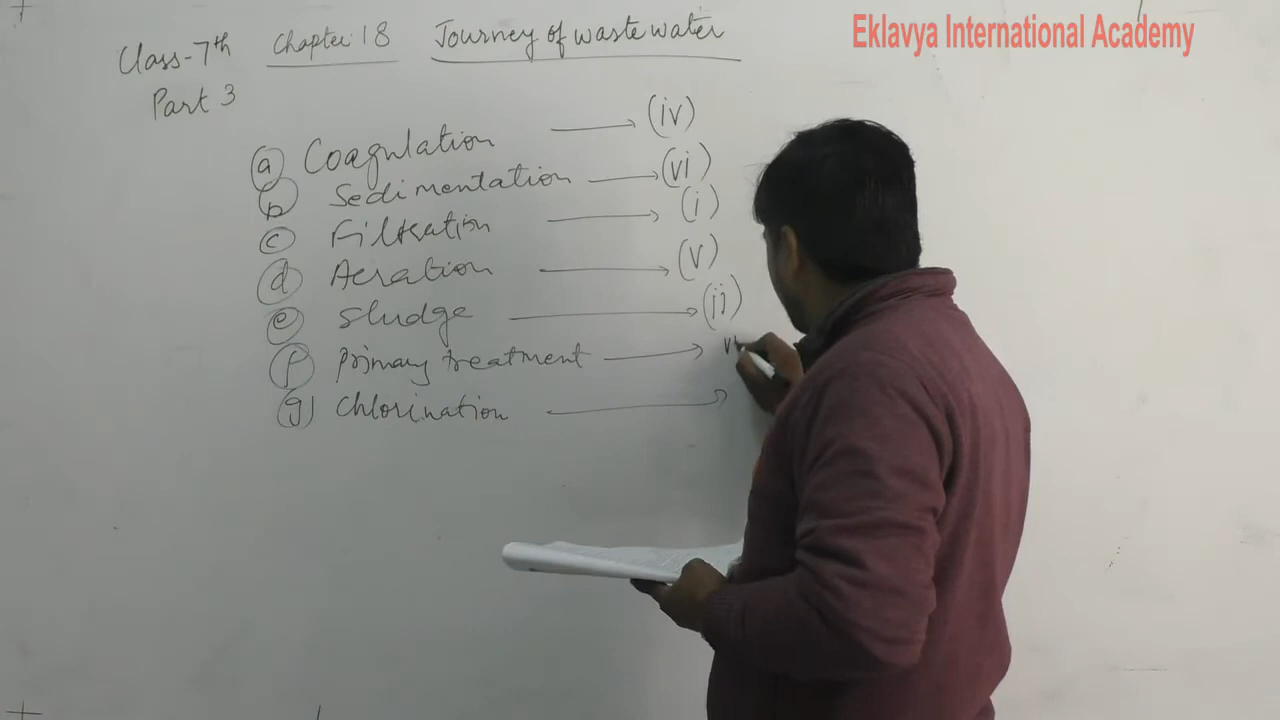 Eklavya International Academy
Class-7th Chapter 18 Journey of waste water
Part 3
(a) Coagulation → (iv)
(b) Sedimentation → (vi)
(c) Filtration → (i)
(d) Aeration → (v)
(e) Sludge → (ii)
(f) Primary treatment →
(g) Chlorination →